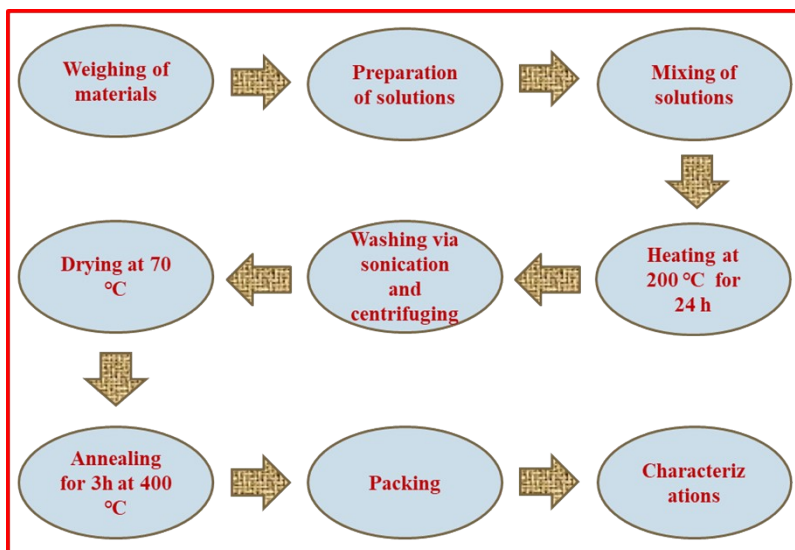 Weighing of
materials
Preparation
of solutions
Mixing of
solutions
Heating at
200 °C for
24 h
Washing via
sonication
and
centrifuging
Drying at 70
°C
Annealing
for 3h at 400
°C
Packing
Characteriz
ations